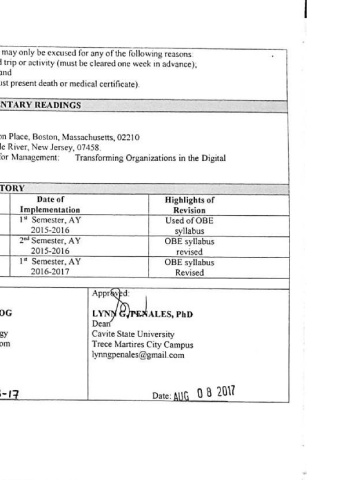 may only be excused for any of the following reasons:
trip or activity (must be cleared one week in advance);
and
ust present death or medical certificate)
NTARY READINGS
on Place, Boston, Massachusetts, 02210
le River, New Jersey, 07458.
for Management: Transforming Organizations in the Digital
TORY
Date of Implementation
Highlights of Revision
1st Semester, AY 2015-2016
Used of OBE syllabus
2nd Semester, AY 2015-2016
OBE syllabus revised
1st Semester, AY 2016-2017
OBE syllabus Revised
OG
gy
om
-17
Approved:
LYNN G. PENALES, PhD
Dean
Cavite State University
Trece Martires City Campus
lynngpenales@gmail.com
Date: AUG 08 2017